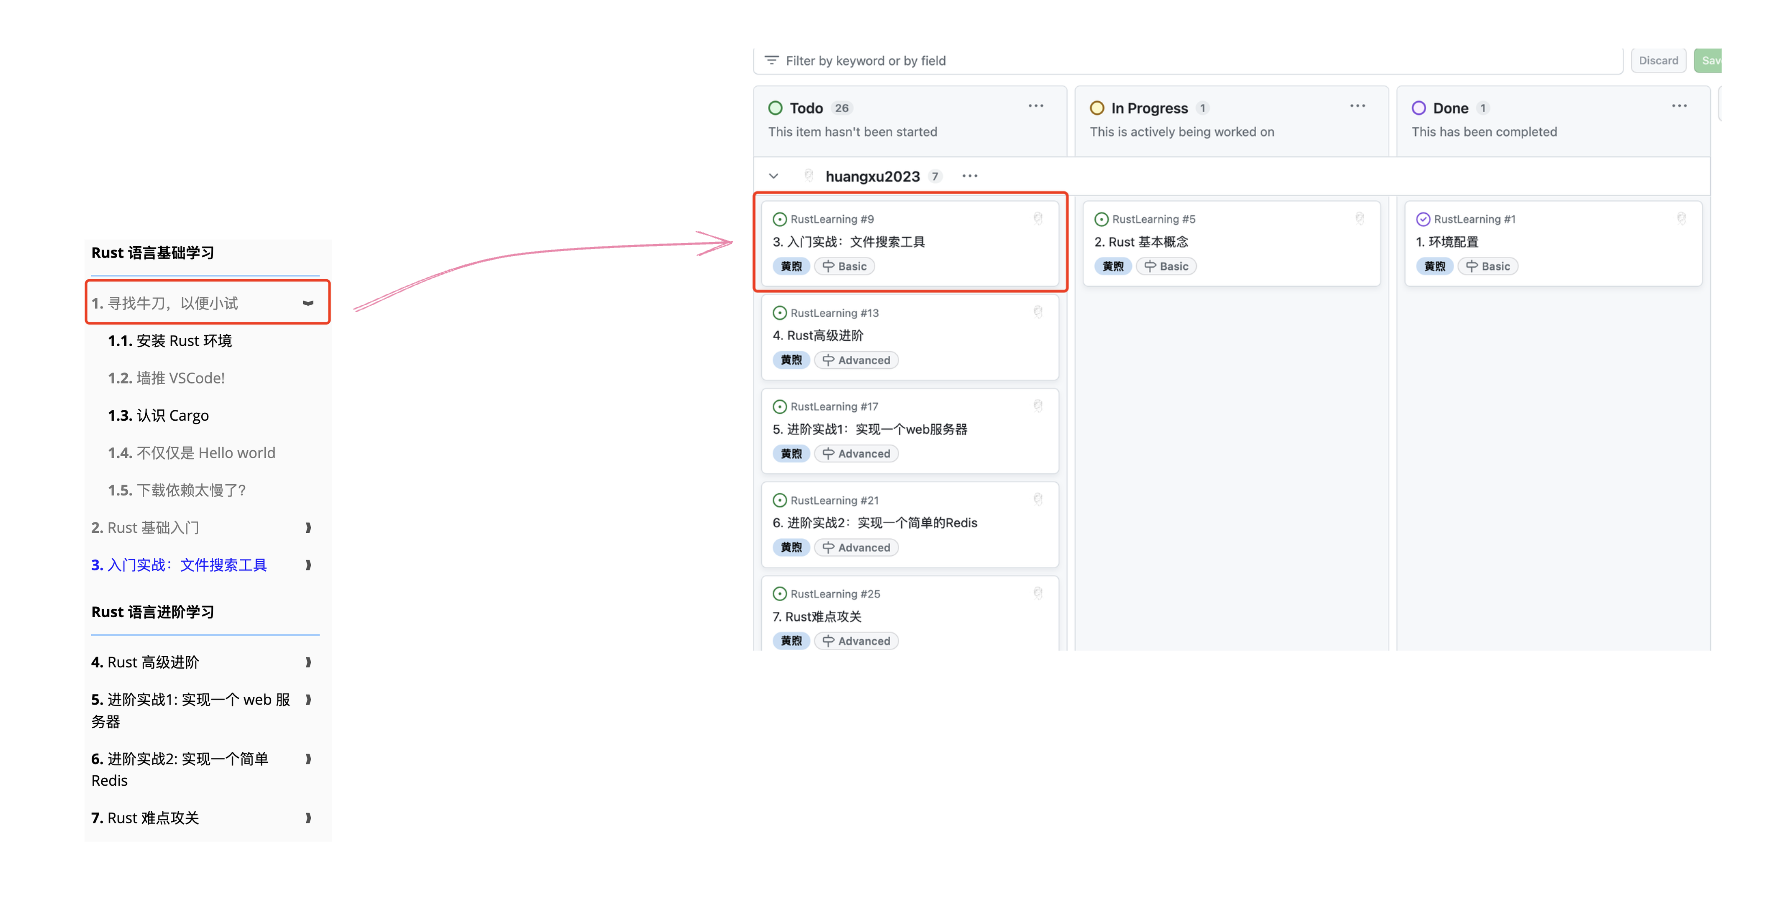 Rust 语言基础学习
1. 寻找牛刀，以便小试
1.1. 安装 Rust 环境
1.2. 墙推 VSCode!
1.3. 认识 Cargo
1.4. 不仅仅是 Hello world
1.5. 下载依赖太慢了?
2. Rust 基础入门
3. 入门实战：文件搜索工具
Rust 语言进阶学习
4. Rust 高级进阶
5. 进阶实战1: 实现一个 web 服
务器
6. 进阶实战2: 实现一个简单
Redis
7. Rust 难点攻关
Filter by keyword or by field
Discard
Sav
Todo 26
This item hasn't been started
In Progress 1
This is actively being worked on
Done 1
This has been completed
huangxu2023 7
RustLearning #9
3. 入门实战：文件搜索工具
黄煦 Basic
RustLearning #13
4. Rust高级进阶
黄煦 Advanced
RustLearning #17
5. 进阶实战1：实现一个web服务器
黄煦 Advanced
RustLearning #21
6. 进阶实战2：实现一个简单的Redis
黄煦 Advanced
RustLearning #25
7. Rust难点攻关
黄煦 Advanced
RustLearning #5
2. Rust 基本概念
黄煦 Basic
RustLearning #1
1. 环境配置
黄煦 Basic